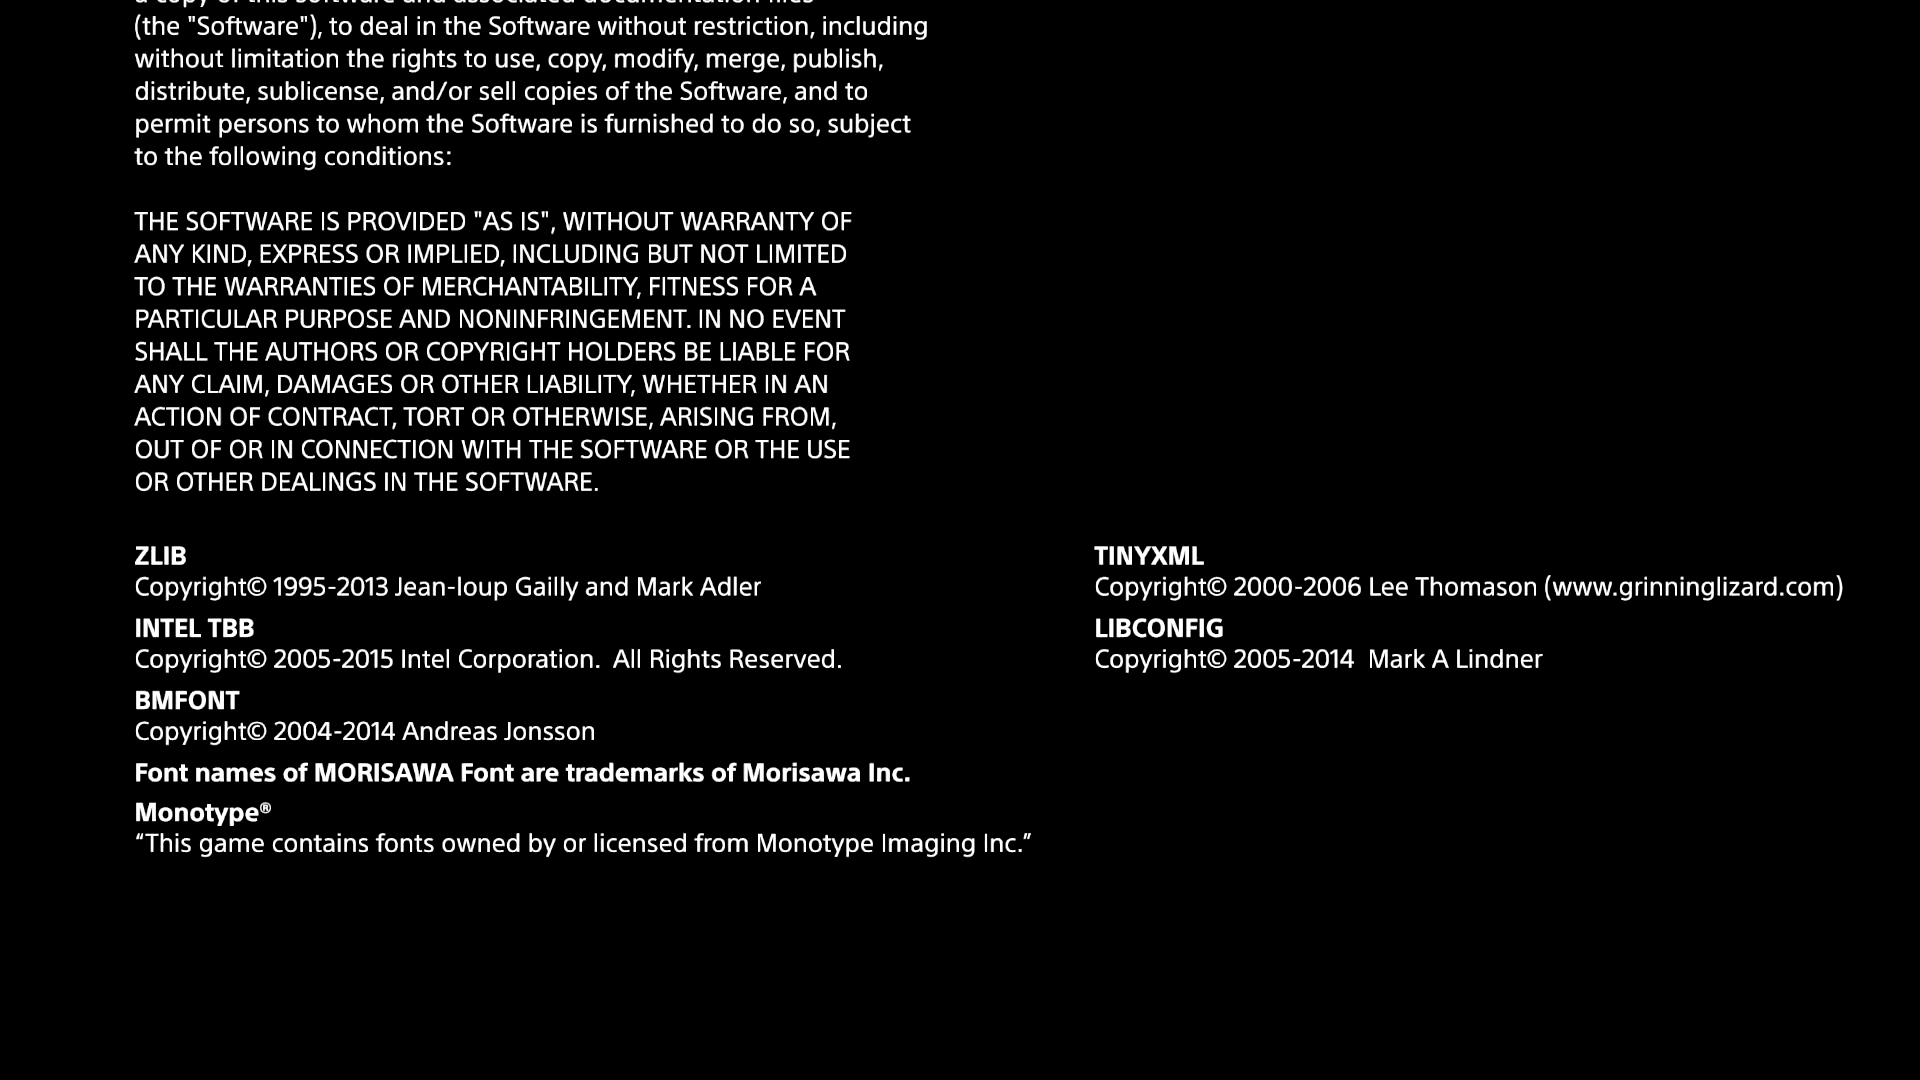 a copy of this software and associated documentation files
(the "Software"), to deal in the Software without restriction, including
without limitation the rights to use, copy, modify, merge, publish,
distribute, sublicense, and/or sell copies of the Software, and to
permit persons to whom the Software is furnished to do so, subject
to the following conditions:
THE SOFTWARE IS PROVIDED "AS IS", WITHOUT WARRANTY OF
ANY KIND, EXPRESS OR IMPLIED, INCLUDING BUT NOT LIMITED
TO THE WARRANTIES OF MERCHANTABILITY, FITNESS FOR A
PARTICULAR PURPOSE AND NONINFRINGEMENT. IN NO EVENT
SHALL THE AUTHORS OR COPYRIGHT HOLDERS BE LIABLE FOR
ANY CLAIM, DAMAGES OR OTHER LIABILITY, WHETHER IN AN
ACTION OF CONTRACT, TORT OR OTHERWISE, ARISING FROM,
OUT OF OR IN CONNECTION WITH THE SOFTWARE OR THE USE
OR OTHER DEALINGS IN THE SOFTWARE.
ZLIB
Copyright© 1995-2013 Jean-loup Gailly and Mark Adler
TINYXML
Copyright© 2000-2006 Lee Thomason (www.grinninglizard.com)
INTEL TBB
Copyright© 2005-2015 Intel Corporation.  All Rights Reserved.
LIBCONFIG
Copyright© 2005-2014  Mark A Lindner
BMFONT
Copyright© 2004-2014 Andreas Jonsson
Font names of MORISAWA Font are trademarks of Morisawa Inc.
Monotype®
“This game contains fonts owned by or licensed from Monotype Imaging Inc.”